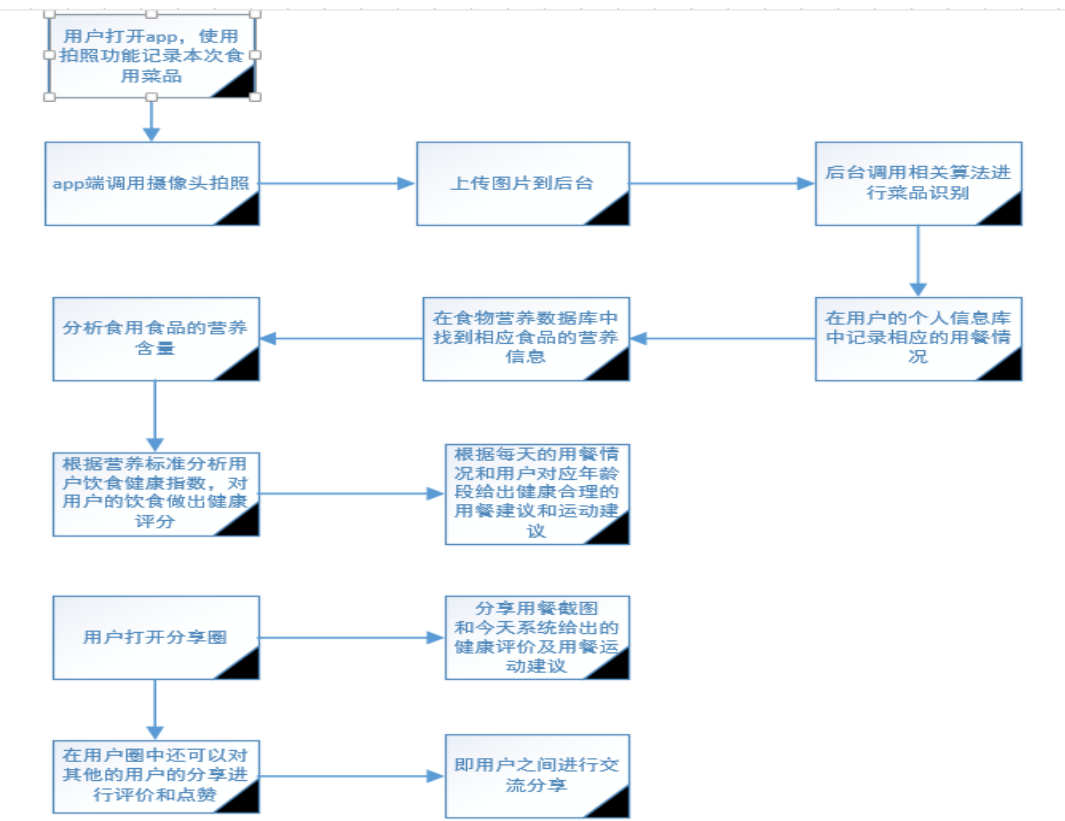 用户打开app，使用
拍照功能记录本次食
用菜品
app端调用摄像头拍照
上传图片到后台
后台调用相关算法进
行菜品识别
在用户的个人信息库
中记录相应的用餐情
况
在食物营养数据库中
找到相应食品的营养
信息
分析食用食品的营养
含量
根据营养标准分析用
户饮食健康指数，对
用户的饮食做出健康
评分
根据每天的用餐情
况和用户对应年龄
段给出健康合理的
用餐建议和运动建
议
用户打开分享圈
分享用餐截图
和今天系统给出的
健康评价及用餐运
动建议
在用户圈中还可以对
其他的用户的分享进
行评价和点赞
即用户之间进行交
流分享